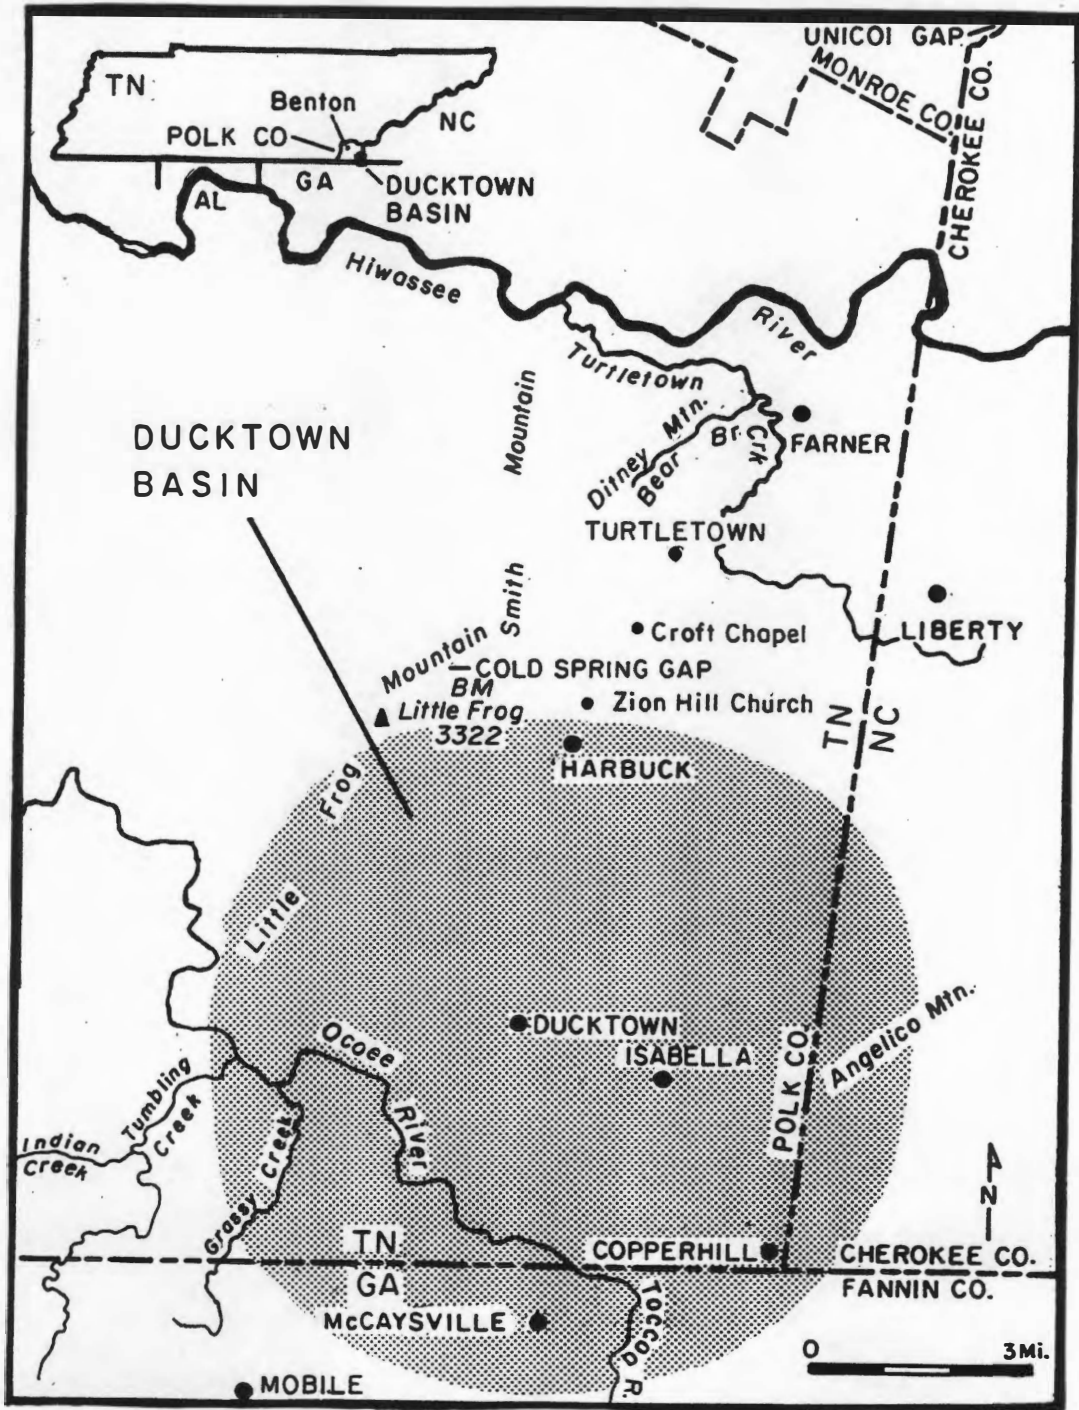 UNICOI GAP
MONROE CO.
CHEROKEE CO.
TN
Benton
NC
POLK CO
GA
DUCKTOWN
BASIN
AL
Hiwassee
River
Turtletown
Crk
Mountain
Ditney Mtn.
Bear Br.
FARNER
DUCKTOWN
BASIN
TURTLETOWN
Smith
LIBERTY
Croft Chapel
Mountain
COLD SPRING GAP
BM
Little Frog
3322
Zion Hill Church
TN
NC
HARBUCK
Frog
Little
DUCKTOWN
ISABELLA
Angelico Mtn.
POLK CO.
Ocoee
River
Tumbling
Creek
Indian
Creek
Grassy Creek
N
TN
GA
COPPERHILL
CHEROKEE CO.
FANNIN CO.
McCAYSVILLE
Toccoa R.
0 3Mi.
MOBILE